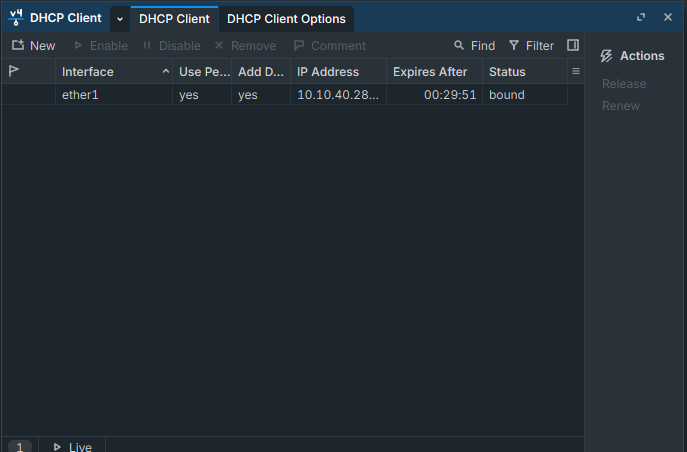 v4 DHCP Client DHCP Client DHCP Client Options
New Enable Disable Remove Comment Find Filter
Actions
Interface Use Pe... Add D... IP Address Expires After Status
Release
ether1 yes yes 10.10.40.28... 00:29:51 bound
Renew
1 Live